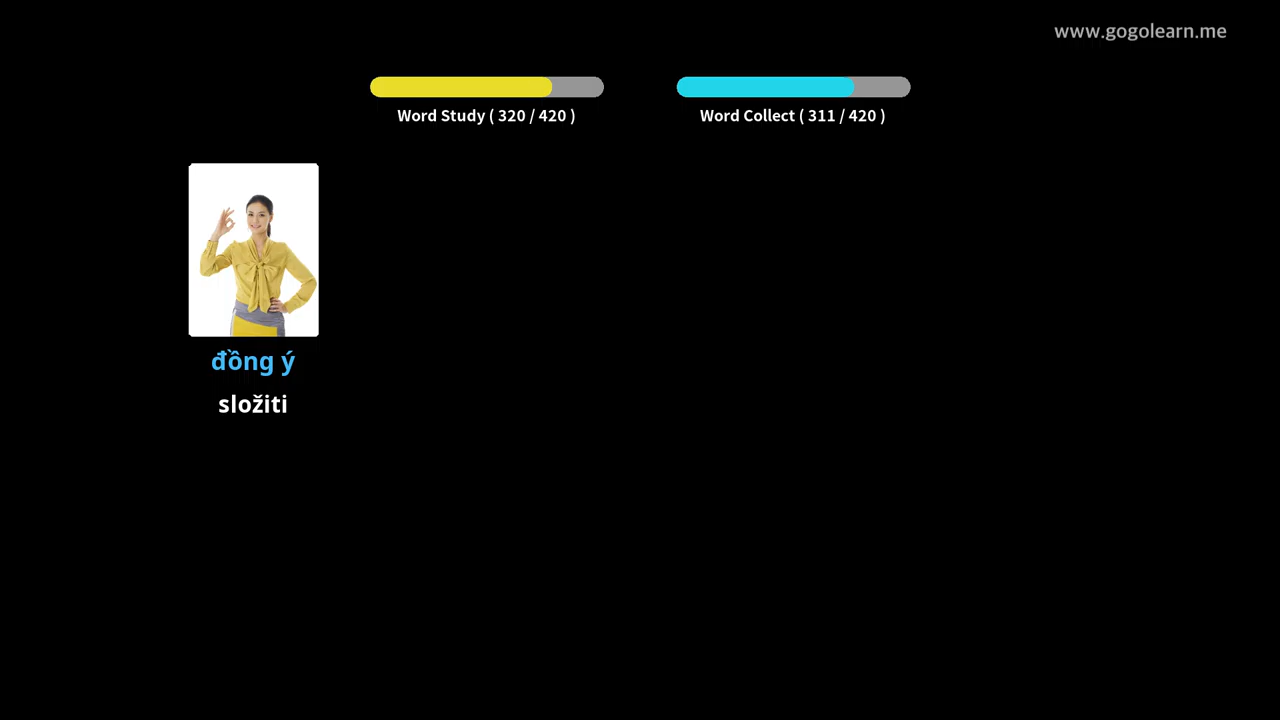 www.gogolearn.me
Word Study ( 320 / 420 )
Word Collect ( 311 / 420 )
đồng ý
složiti